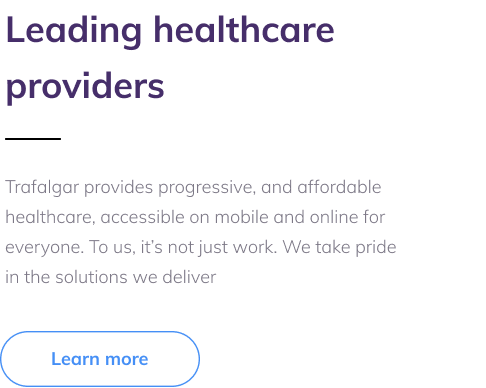 Leading healthcare
providers
Trafalgar provides progressive, and affordable
healthcare, accessible on mobile and online for
everyone. To us, it’s not just work. We take pride
in the solutions we deliver
Learn more